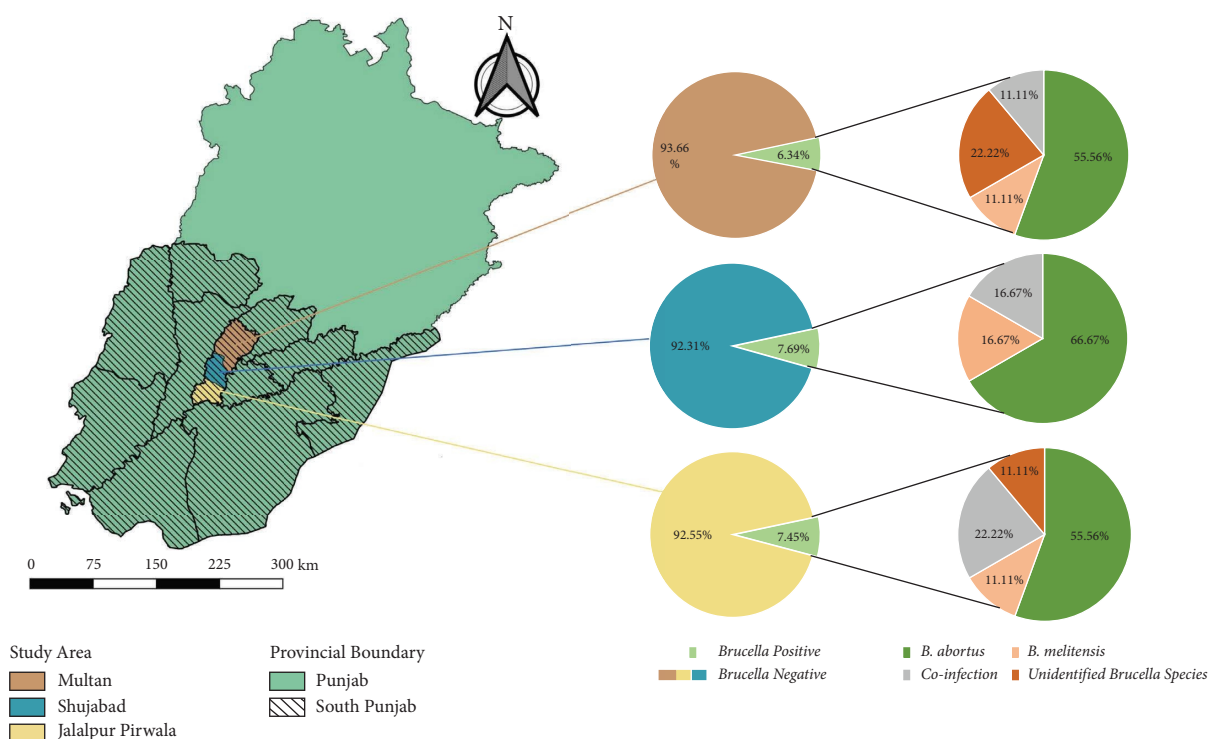 N
93.66
%
6.34%
11.11%
22.22%
11.11%
55.56%
92.31%
7.69%
16.67%
16.67%
66.67%
92.55%
7.45%
11.11%
22.22%
11.11%
55.56%
0 75 150 225 300 km
Study Area
Multan
Shujabad
Jalalpur Pirwala
Provincial Boundary
Punjab
South Punjab
Brucella Positive
Brucella Negative
B. abortus
Co-infection
B. melitensis
Unidentified Brucella Species